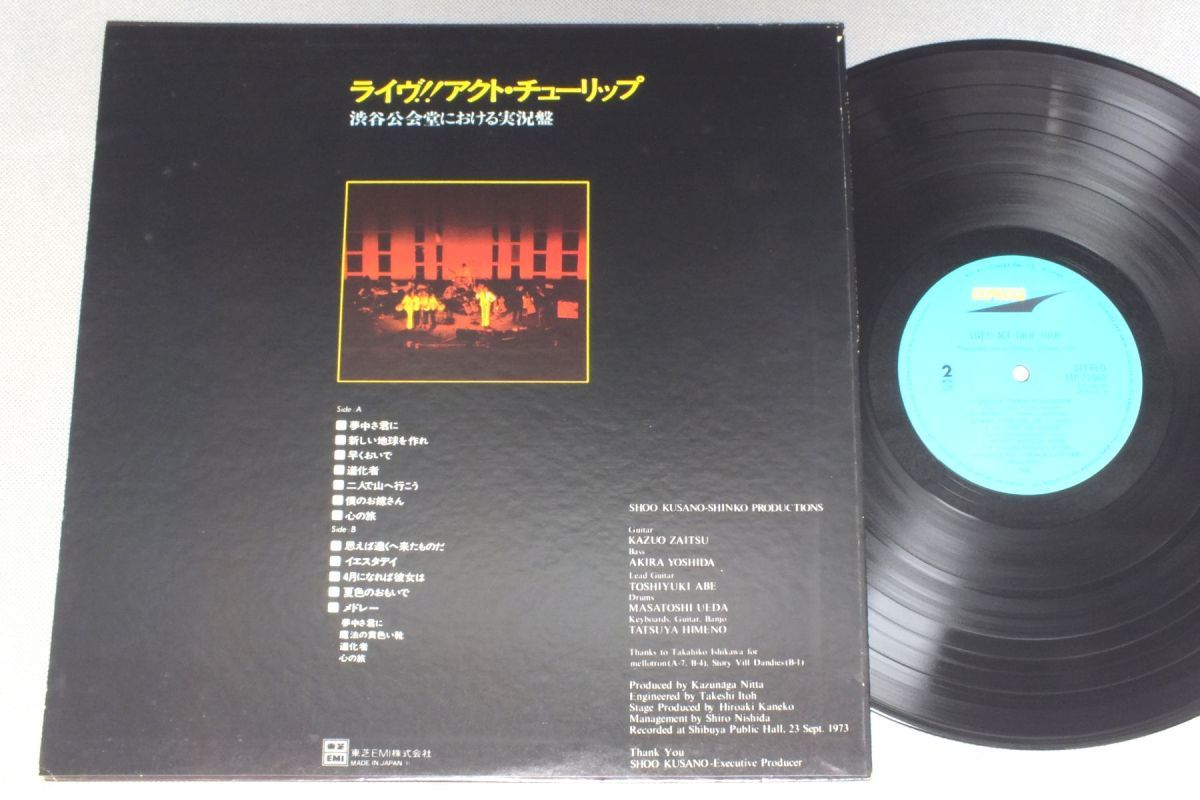 ライヴ!!アクト・チューリップ
渋谷公会堂における実況盤
Side : A
夢中さ君に
新しい地球を作れ
早くおいで
道化者
二人で山へ行こう
僕のお嫁さん
心の旅
Side : B
思えば遠くへ来たものだ
イエスタデイ
4月になれば彼女は
夏色のおもいで
メドレー
夢中さ君に
魔法の黄色い靴
道化者
心の旅
SHOO KUSANO-SHINKO PRODUCTIONS
Guitar
KAZUO ZAITSU
Bass
AKIRA YOSHIDA
Lead Guitar
TOSHIYUKI ABE
Drums
MASATOSHI UEDA
Keyboards, Guitar, Banjo
TATSUYA HIMENO
Thanks to Takahiko Ishikawa for
mellotron(A-7, B-4), Story Vill Dandies(B-1)
Produced by Kazunaga Nitta
Engineered by Takeshi Itoh
Stage Produced by Hiroaki Kaneko
Management by Shiro Nishida
Recorded at Shibuya Public Hall, 23 Sept. 1973
Thank You
SHOO KUSANO-Executive Producer
東芝
EMI
東芝EMI株式会社
MADE IN JAPAN
EXPRESS
2
STEREO